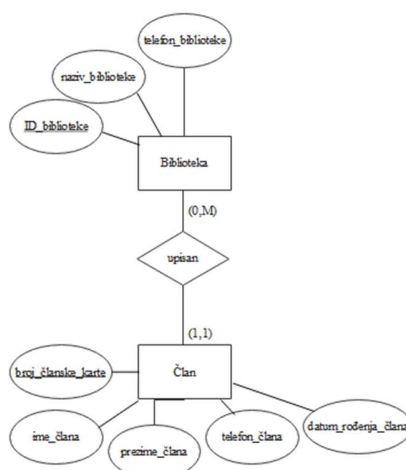 telefon_biblioteke
naziv_biblioteke
ID_biblioteke
Biblioteka
(0,M)
upisan
(1,1)
broj_članske_karte
Član
ime_člana
prezime_člana
telefon_člana
datum_rođenja_člana